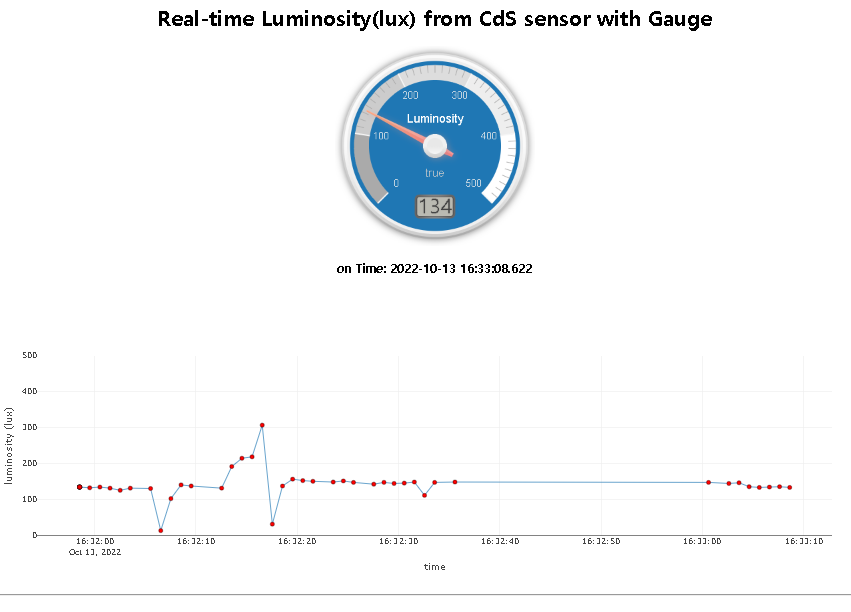 Real-time Luminosity(lux) from CdS sensor with Gauge
200 300
Luminosity
100 400
true
0 500
134
on Time: 2022-10-13 16:33:08.622
500
400
300
200
100
0
luminosity (lux)
16:32:00 16:32:10 16:32:20 16:32:30 16:32:40 16:32:50 16:33:00 16:33:10
Oct 13, 2022
time